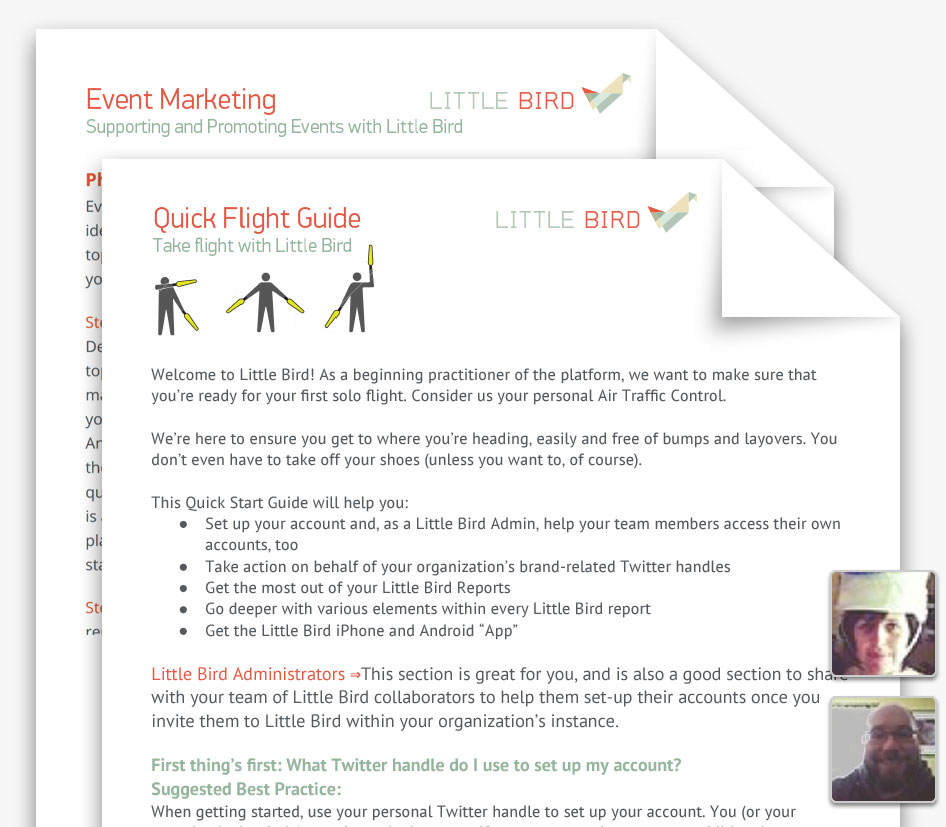 Event Marketing
LITTLE BIRD
Supporting and Promoting Events with Little Bird
Ev
ide
top
yo
De
top
yo
An
the
qu
is
pla
sta
Quick Flight Guide
LITTLE BIRD
Take flight with Little Bird
Welcome to Little Bird! As a beginning practitioner of the platform, we want to make sure that
you're ready for your first solo flight. Consider us your personal Air Traffic Control.
We're here to ensure you get to where you're heading, easily and free of bumps and layovers. You
don't even have to take off your shoes (unless you want to, of course).
This Quick Start Guide will help you:
● Set up your account and, as a Little Bird Admin, help your team members access their own
accounts, too
● Take action on behalf of your organization's brand-related Twitter handles
● Get the most out of your Little Bird Reports
● Go deeper with various elements within every Little Bird report
● Get the Little Bird iPhone and Android “App”
Little Bird Administrators ⇒This section is great for you, and is also a good section to share
with your team of Little Bird collaborators to help them set-up their accounts once you
invite them to Little Bird within your organization's instance.
First thing's first: What Twitter handle do I use to set up my account?
Suggested Best Practice:
When getting started, use your personal Twitter handle to set up your account. You (or your